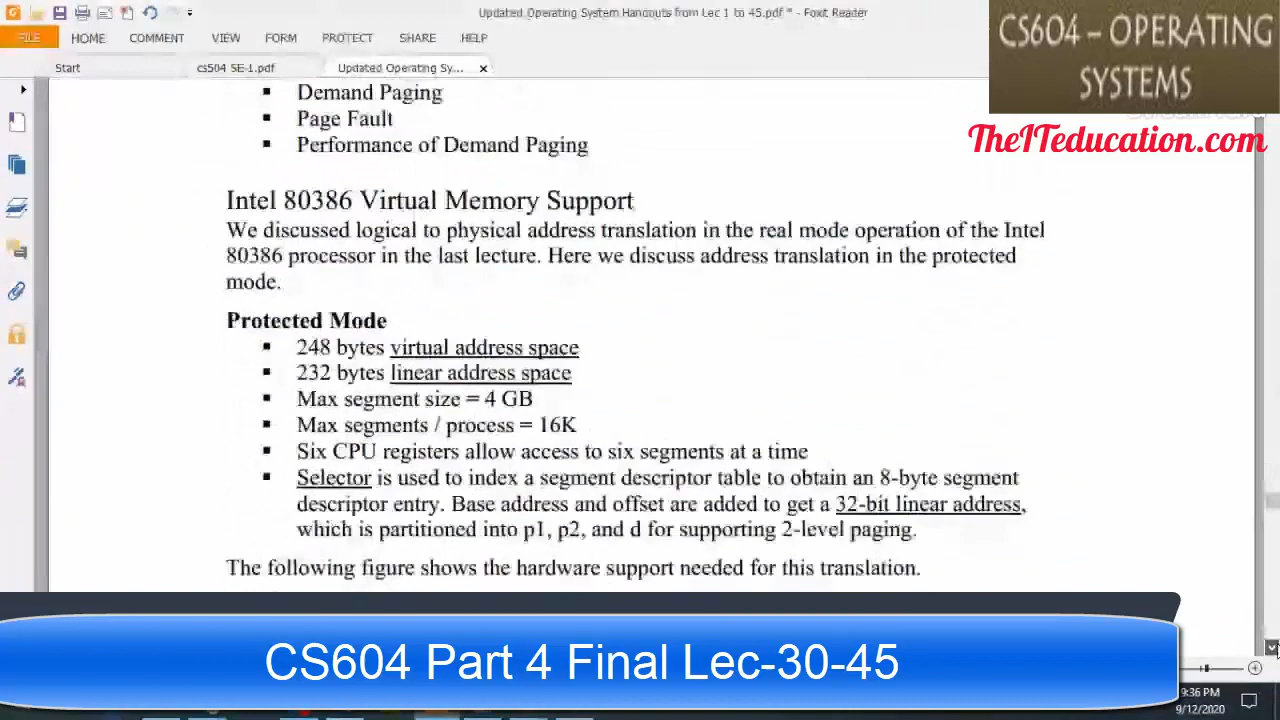 Updated Operating System Handouts from Lec 1 to 45.pdf * - Foxit Reader
FILE HOME COMMENT VIEW FORM PROTECT SHARE HELP
Start cs504 SE-1.pdf Updated Operating Sy... ×
CS604 – OPERATING
SYSTEMS
TheITeducation.com
▪ Demand Paging
▪ Page Fault
▪ Performance of Demand Paging
Intel 80386 Virtual Memory Support
We discussed logical to physical address translation in the real mode operation of the Intel
80386 processor in the last lecture. Here we discuss address translation in the protected
mode.
Protected Mode
▪ 248 bytes virtual address space
▪ 232 bytes linear address space
▪ Max segment size = 4 GB
▪ Max segments / process = 16K
▪ Six CPU registers allow access to six segments at a time
▪ Selector is used to index a segment descriptor table to obtain an 8-byte segment
descriptor entry. Base address and offset are added to get a 32-bit linear address,
which is partitioned into p1, p2, and d for supporting 2-level paging.
The following figure shows the hardware support needed for this translation.
CS604 Part 4 Final Lec-30-45
9:36 PM
9/12/2020